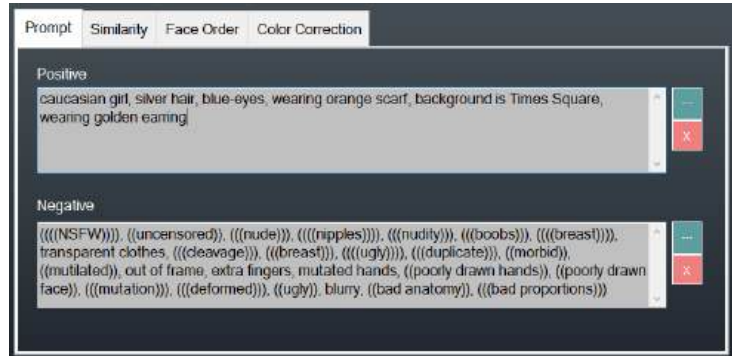 Prompt Similarity Face Order Color Correction
Positive
caucasian girl, silver hair, blue-eyes, wearing orange scarf, background is Times Square,
wearing golden earring
...
X
Negative
((((NSFW)))), ((uncensored)), (((nude))), ((((nipples)))), (((nudity))), (((boobs))), ((((breast)))),
transparent clothes, (((cleavage))), (((breast))), ((((ugly)))), (((duplicate))), ((morbid)),
((mutilated)), out of frame, extra fingers, mutated hands, ((poorly drawn hands)), ((poorly drawn
face)), (((mutation))), (((deformed))), ((ugly)), blurry, ((bad anatomy)), (((bad proportions)))
...
X